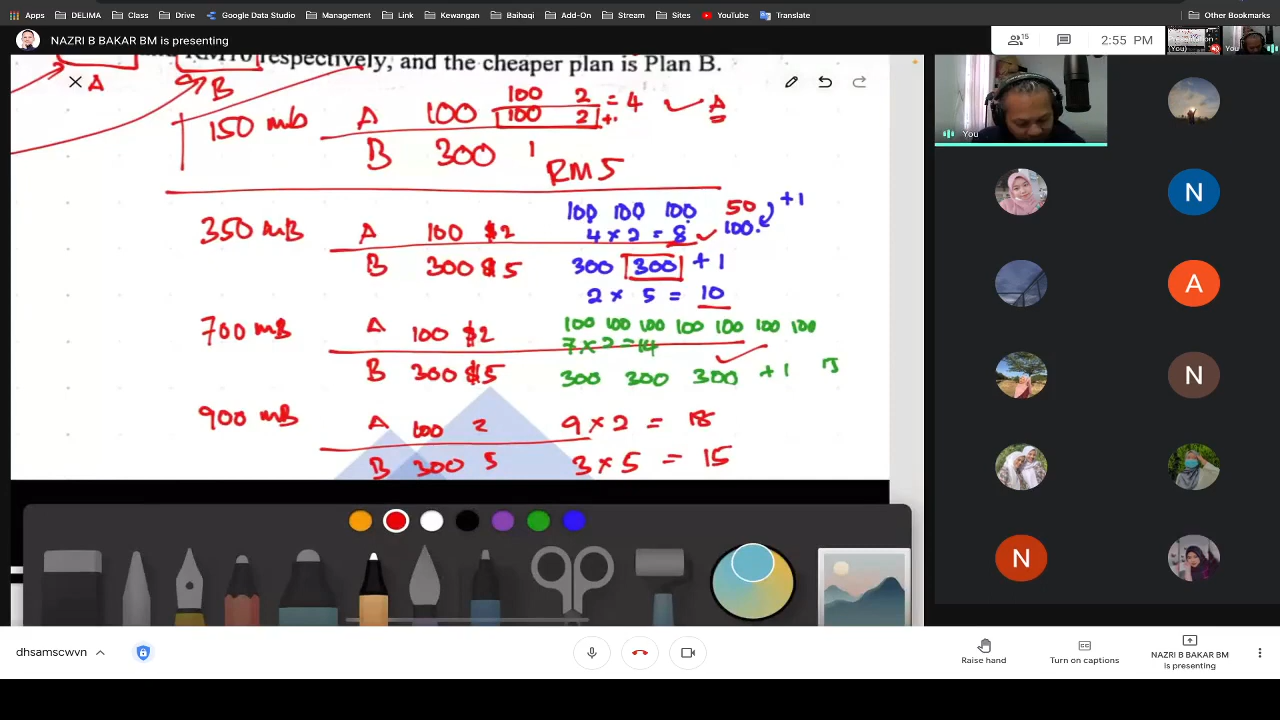 Apps DELIMA Class Drive Google Data Studio Management Link Kewangan Baihaqi Add-On Stream Sites YouTube Translate Other Bookmarks
NAZRI B BAKAR BM is presenting
15
2:55 PM
(You)
You
respectively, and the cheaper plan is Plan B.
A
B
100 2 = 4 A
150 mb A 100 100 2 +
B 300 1
RM 5
350 mB A 100 $2
B 300 $5
100 100 100 50 +1
4 × 2 = 8 100
300 300 + 1
2 × 5 = 10
700 mB A 100 $2
B 300 $5
100 100 100 100 100 100 100
7 × 2 = 14
300 300 300 +1
900 mB A 100 2 9 × 2 = 18
B 300 5 3 × 5 = 15
You
N
A
N
N
dhsamscwvn
Raise hand
Turn on captions
NAZRI B BAKAR BM
is presenting